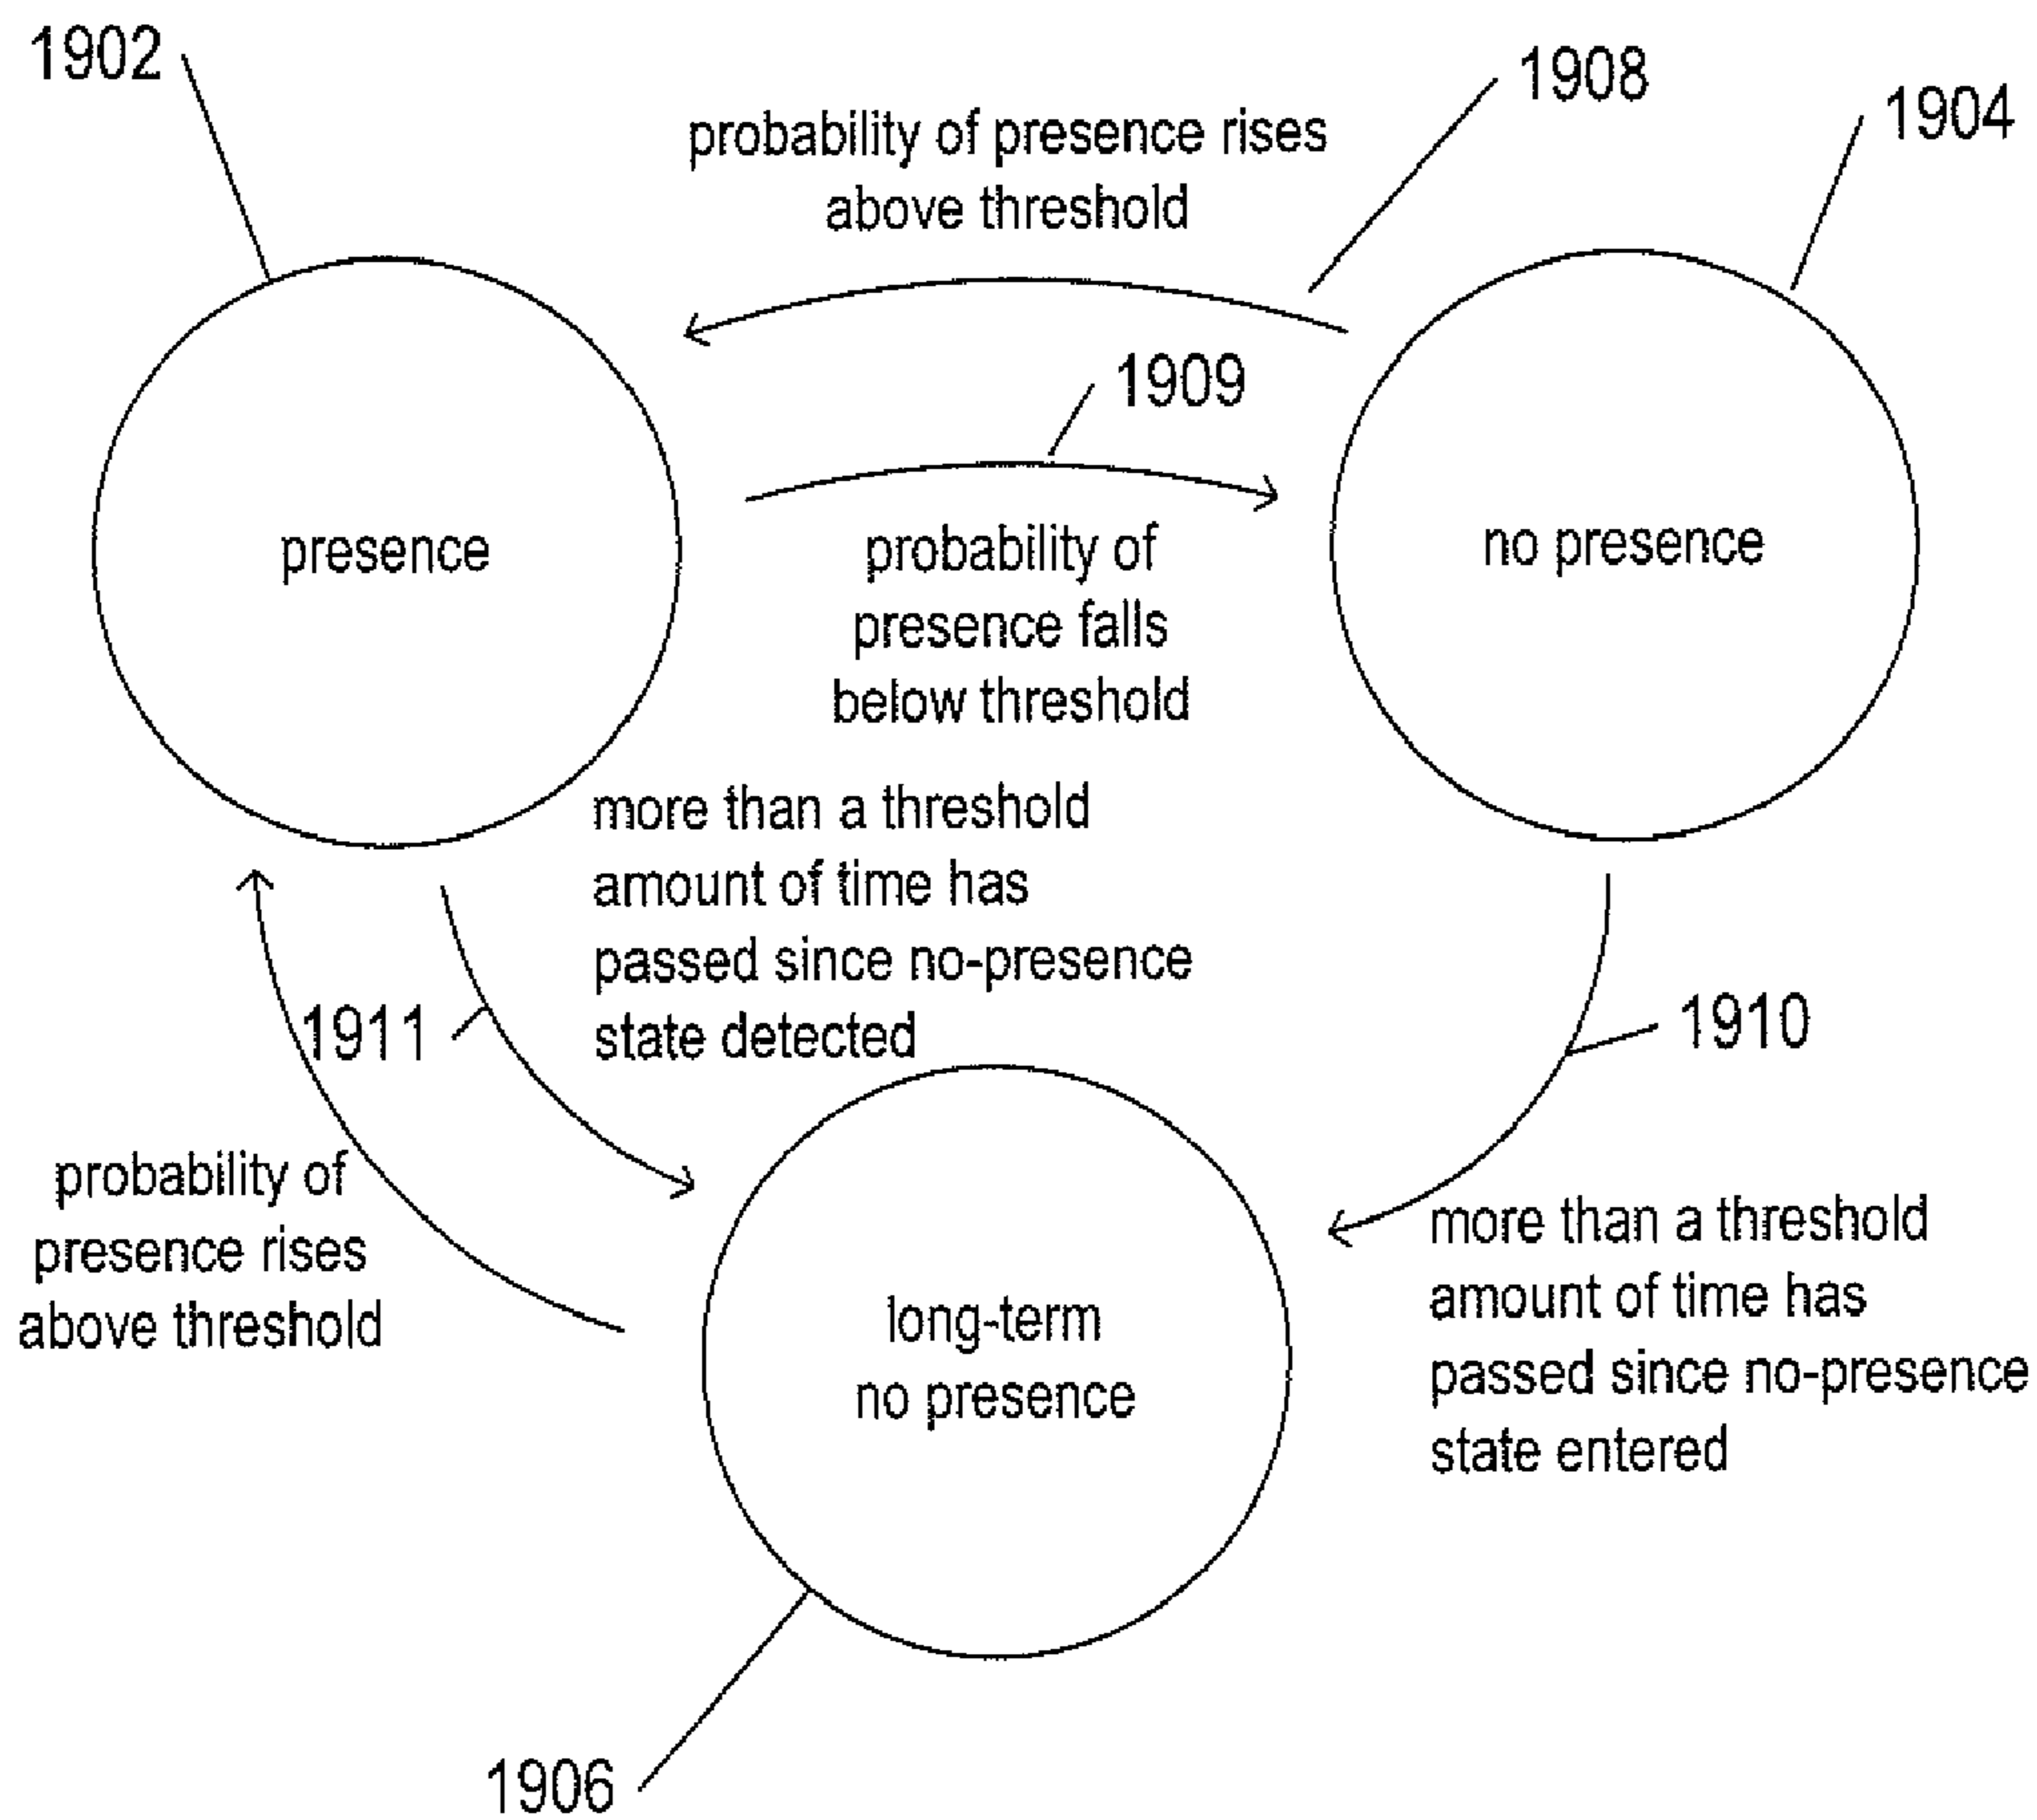 1902
1908
1904
probability of presence rises
above threshold
1909
presence
no presence
probability of
presence falls
below threshold
more than a threshold
amount of time has
passed since no-presence
state detected
1911
1910
probability of
presence rises
above threshold
more than a threshold
amount of time has
passed since no-presence
state entered
long-term
no presence
1906